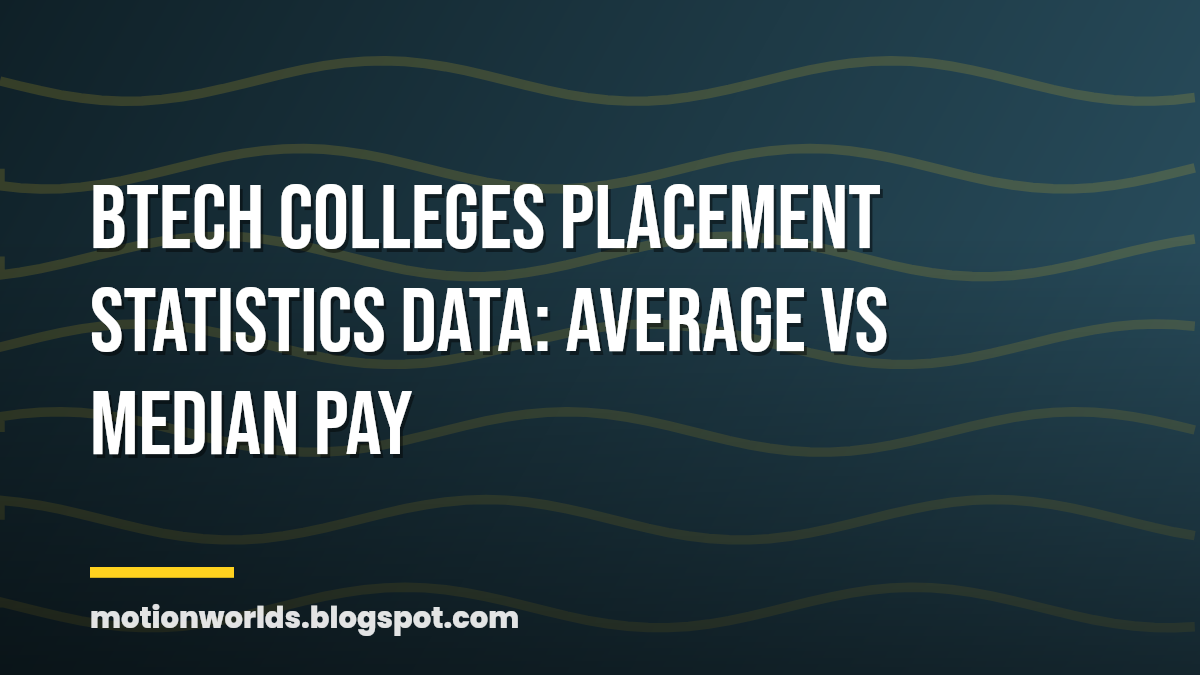 BTECH COLLEGES PLACEMENT
STATISTICS DATA: AVERAGE VS
MEDIAN PAY
motionworlds.blogspot.com